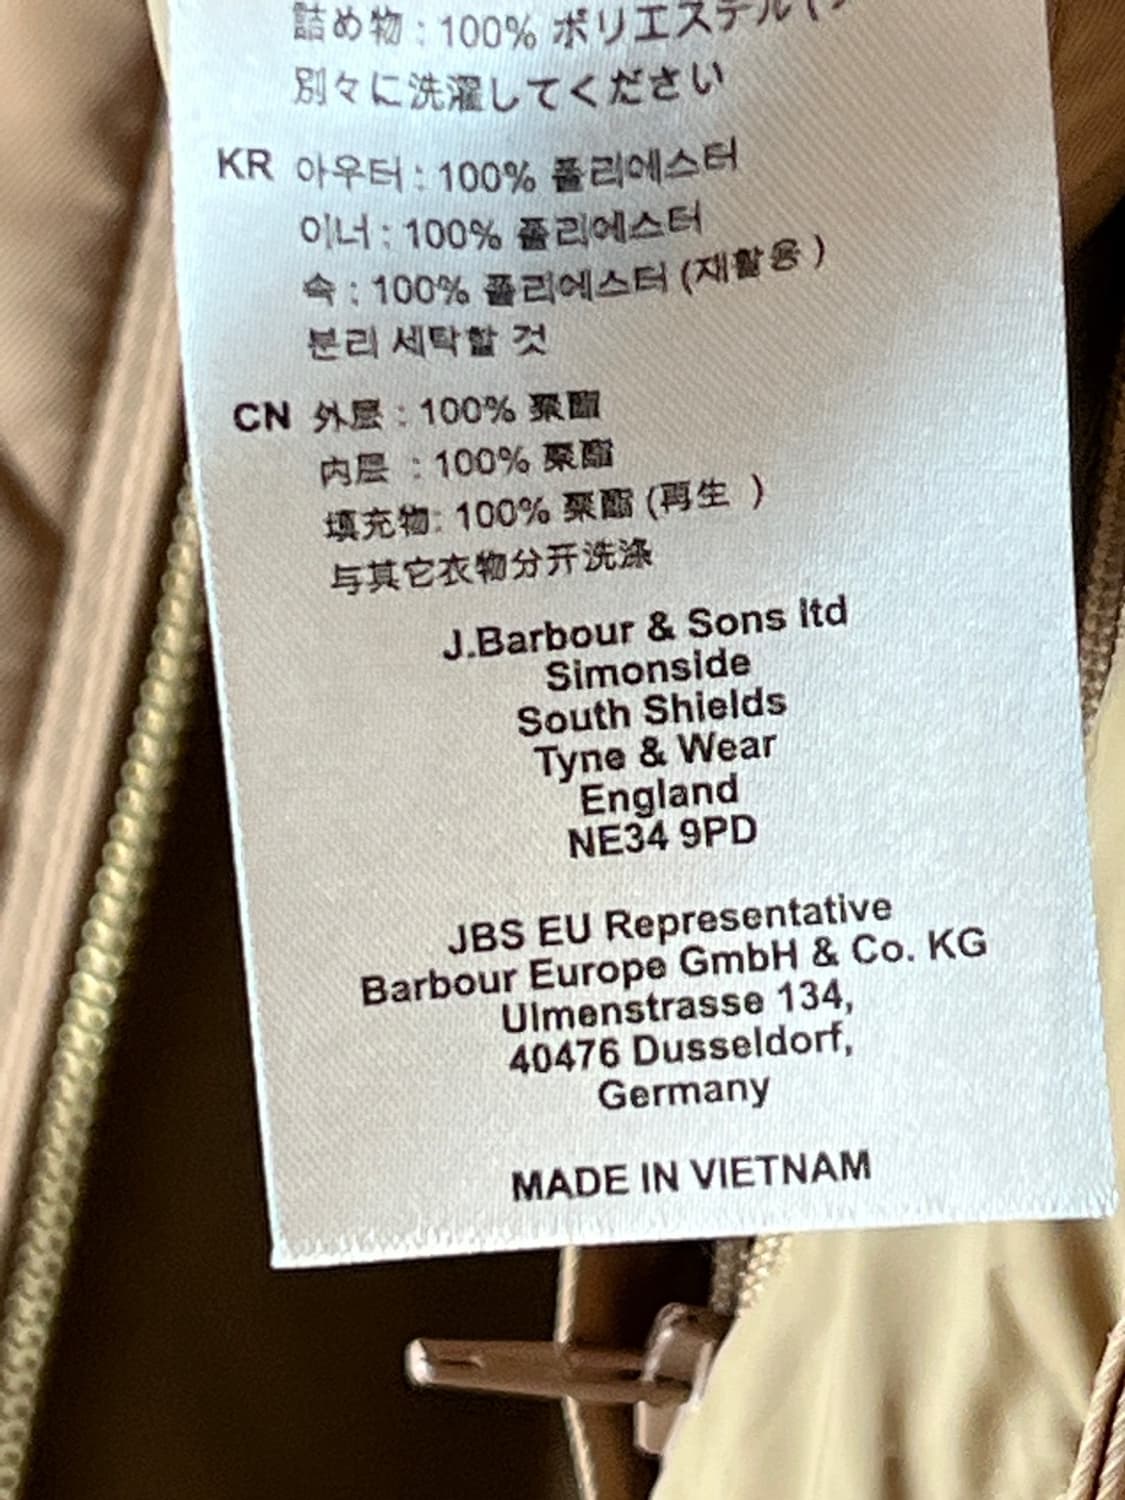 詰め物 : 100% ポリエステル (
別々に洗濯してください
KR 아우터 : 100% 폴리에스터
이너 : 100% 폴리에스터
속 : 100% 폴리에스터 (재활용 )
분리 세탁할 것
CN 外层 : 100% 聚酯
内层 : 100% 聚酯
填充物: 100% 聚酯 (再生 )
与其它衣物分开洗涤
J.Barbour & Sons ltd
Simonside
South Shields
Tyne & Wear
England
NE34 9PD
JBS EU Representative
Barbour Europe GmbH & Co. KG
Ulmenstrasse 134,
40476 Dusseldorf,
Germany
MADE IN VIETNAM